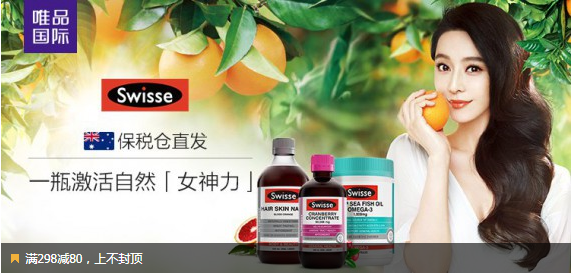 唯品
国际
Swisse
保税仓直发
一瓶激活自然「女神力」
Swisse
HAIR SKIN NA
Swisse
CRANBERRY
CONCENTRATE
Swisse
P SEA FISH OIL
OMEGA-3
满298减80，上不封顶